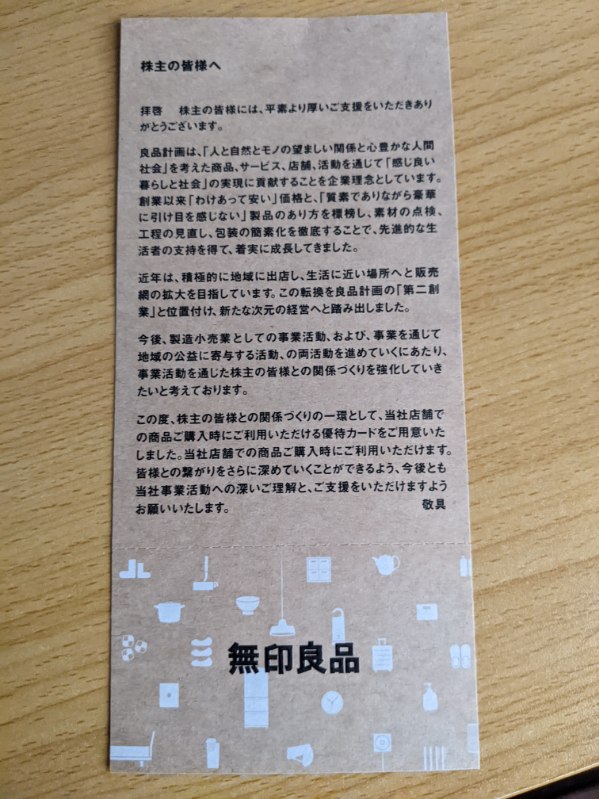 株主の皆様へ
拝啓　株主の皆様には、平素より厚いご支援をいただきあり
がとうございます。
良品計画は、「人と自然とモノの望ましい関係と心豊かな人間
社会」を考えた商品、サービス、店舗、活動を通じて「感じ良い
暮らしと社会」の実現に貢献することを企業理念としています。
創業以来「わけあって安い」価格と、「質素でありながら豪華
に引け目を感じない」製品のあり方を標榜し、素材の点検、
工程の見直し、包装の簡素化を徹底することで、先進的な生
活者の支持を得て、着実に成長してきました。
近年は、積極的に地域に出店し、生活に近い場所へと販売
網の拡大を目指しています。この転換を良品計画の「第二創
業」と位置付け、新たな次元の経営へと踏み出しました。
今後、製造小売業としての事業活動、および、事業を通じて
地域の公益に寄与する活動、の両活動を進めていくにあたり、
事業活動を通じた株主の皆様との関係づくりを強化していき
たいと考えております。
この度、株主の皆様との関係づくりの一環として、当社店舗で
の商品ご購入時にご利用いただける優待カードをご用意いた
しました。当社店舗での商品ご購入時にご利用いただけます。
皆様との繋がりをさらに深めていくことができるよう、今後とも
当社事業活動への深いご理解と、ご支援をいただけますよう
お願いいたします。　敬具
無印良品